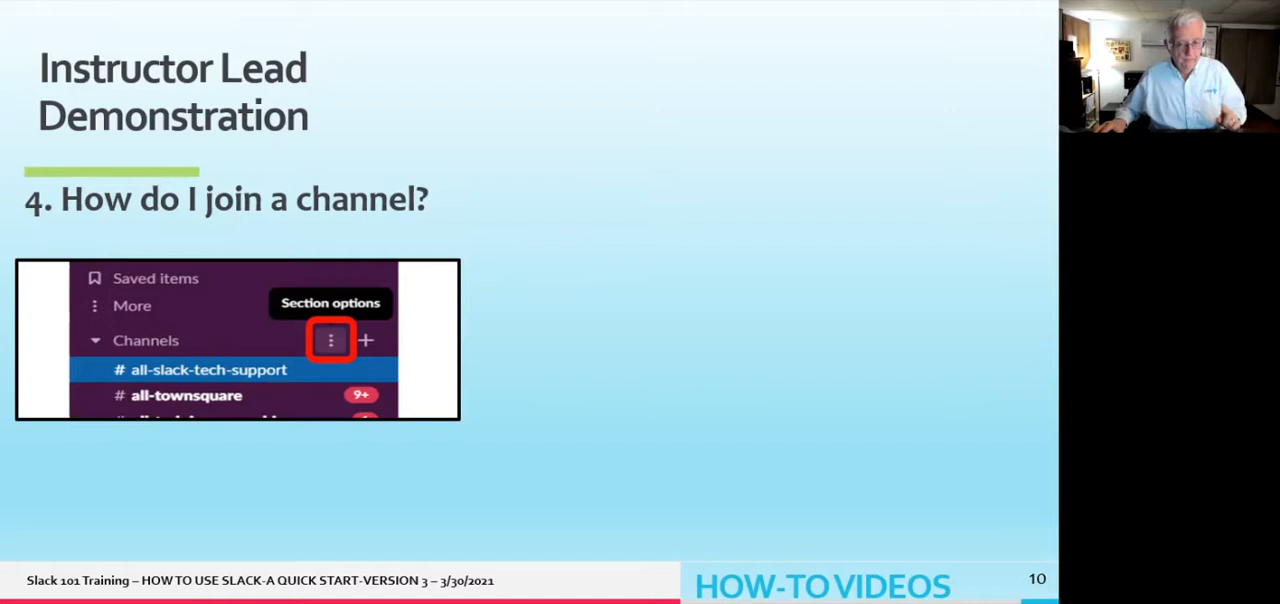 Instructor Lead
Demonstration
4. How do I join a channel?
Saved items
More
Section options
Channels
# all-slack-tech-support
# all-townsquare 9+
Slack 101 Training – HOW TO USE SLACK-A QUICK START-VERSION 3 – 3/30/2021
HOW-TO VIDEOS
10